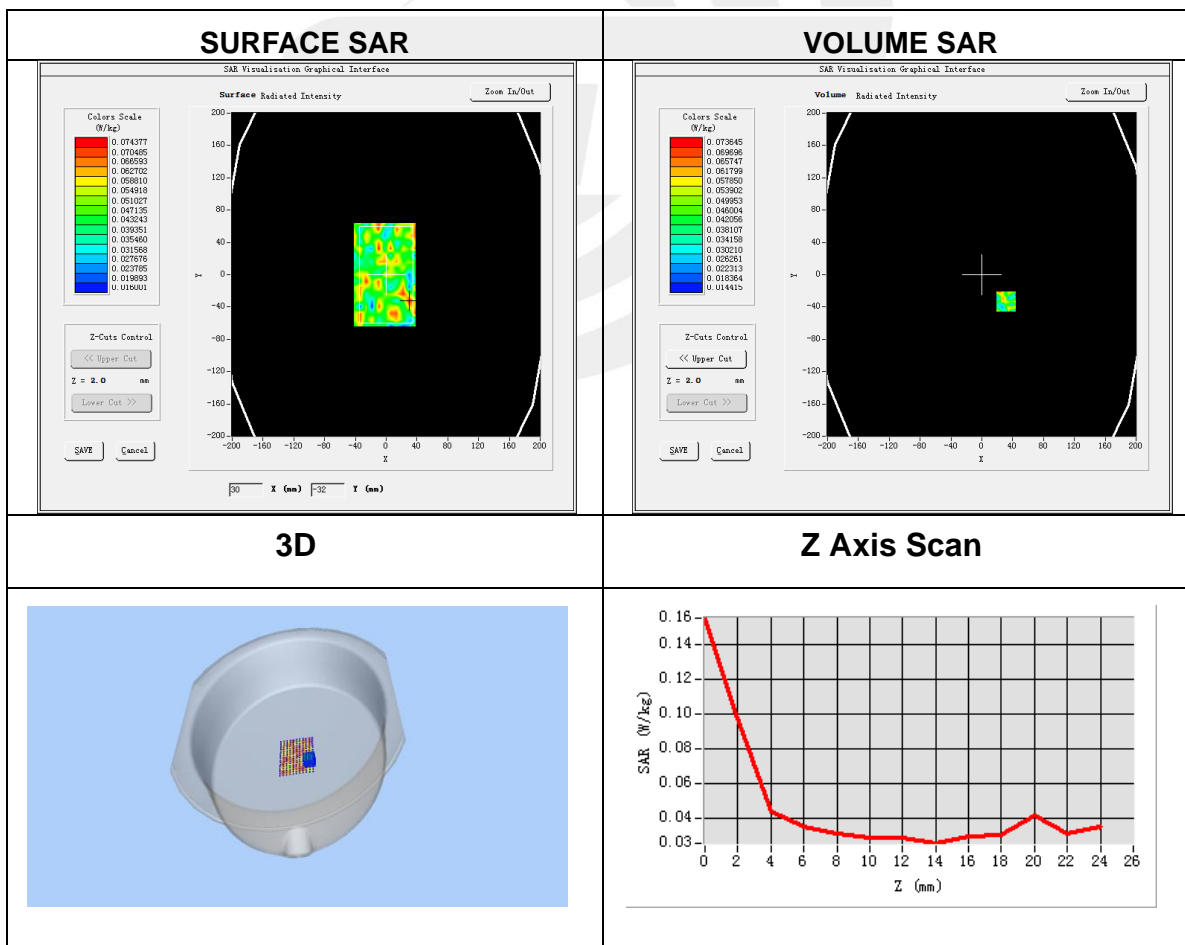 SURFACE SAR
VOLUME SAR
SAR Visualisation Graphical Interface
Surface Radiated Intensity
Zoom In/Out
Colors Scale
(W/kg)
0.074377
0.070485
0.066593
0.062702
0.058810
0.054918
0.051027
0.047135
0.043243
0.039351
0.035460
0.031568
0.027676
0.023785
0.019893
0.016001
Z-Cuts Control
<< Upper Cut
Z = 2.0 mm
Lower Cut >>
SAVE Cancel
200
160
120
80
40
0
-40
-80
-120
-160
-200
Y
-200 -160 -120 -80 -40 0 40 80 120 160 200
X
30 X (mm) -32 Y (mm)
SAR Visualisation Graphical Interface
Volume Radiated Intensity
Zoom In/Out
Colors Scale
(W/kg)
0.073645
0.069696
0.065747
0.061799
0.057850
0.053902
0.049953
0.046004
0.042056
0.038107
0.034158
0.030210
0.026261
0.022313
0.018364
0.014415
Z-Cuts Control
<< Upper Cut
Z = 2.0 mm
Lower Cut >>
SAVE Cancel
200
160
120
80
40
0
-40
-80
-120
-160
-200
Y
-200 -160 -120 -80 -40 0 40 80 120 160 200
X
3D
Z Axis Scan
0.16
0.14
0.12
0.10
0.08
0.06
0.04
0.03
SAR (W/kg)
0 2 4 6 8 10 12 14 16 18 20 22 24 26
Z (mm)